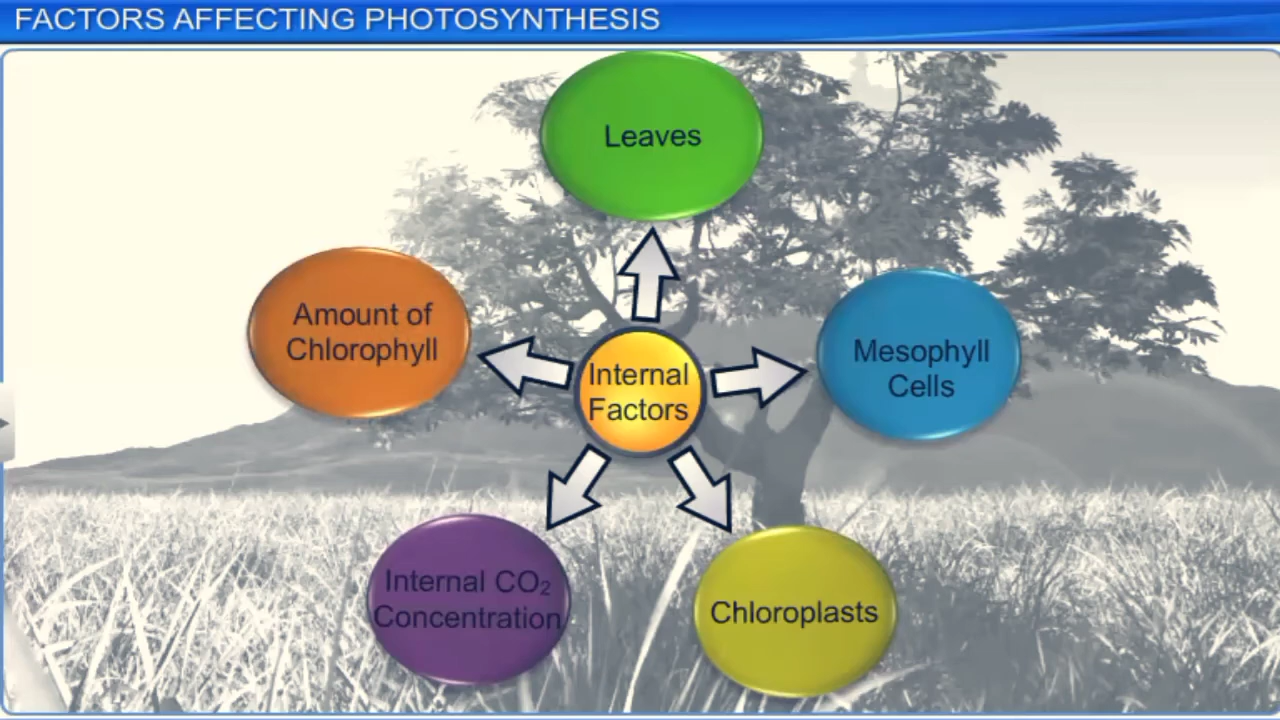 FACTORS AFFECTING PHOTOSYNTHESIS
Leaves
Amount of
Chlorophyll
Internal
Factors
Mesophyll
Cells
Internal CO₂
Concentration
Chloroplasts